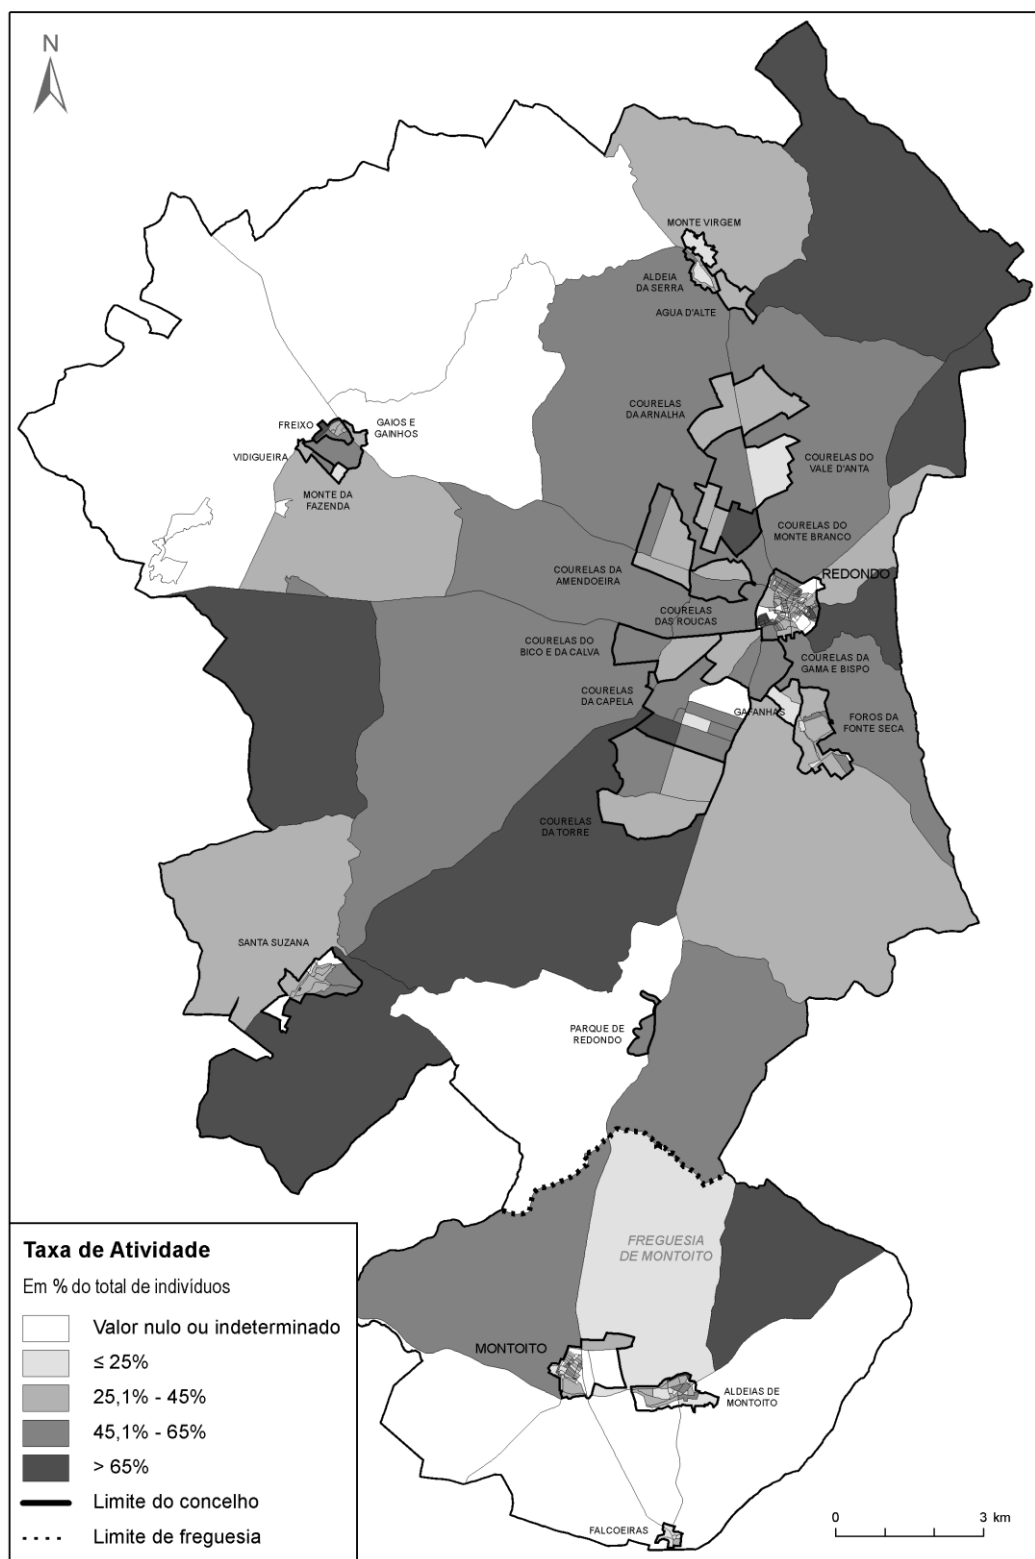 N
MONTE VIRGEM
ALDEIA
DA SERRA
AGUA D'ALTE
COURELAS
DA ARNALHA
FREIXO
GAIOS E
GAINHOS
VIDIGUEIRA
COURELAS DO
VALE D'ANTA
MONTE DA
FAZENDA
COURELAS DO
MONTE BRANCO
COURELAS DA
AMENDOEIRA
REDONDO
COURELAS
DAS ROUCAS
COURELAS DO
BICO E DA CALVA
COURELAS DA
GAMA E BISPO
COURELAS
DA CAPELA
GAFANHAS
FOROS DA
FONTE SECA
COURELAS
DA TORRE
SANTA SUZANA
PARQUE DE
REDONDO
FREGUESIA
DE MONTOITO
MONTOITO
ALDEIAS DE
MONTOITO
FALCOEIRAS
Taxa de Atividade
Em % do total de indivíduos
Valor nulo ou indeterminado
≤ 25%
25,1% - 45%
45,1% - 65%
> 65%
Limite do concelho
Limite de freguesia
0 3 km